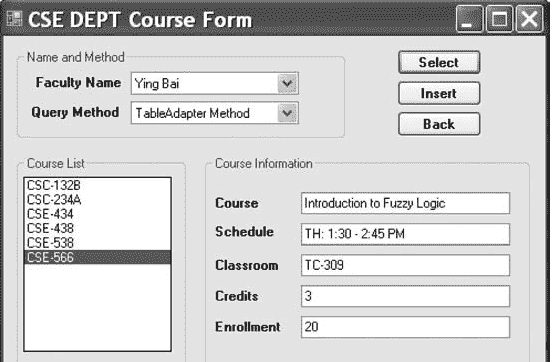 CSE DEPT Course Form
Name and Method
Faculty Name Ying Bai
Query Method TableAdapter Method
Select
Insert
Back
Course List
CSC-132B
CSC-234A
CSE-434
CSE-438
CSE-538
CSE-566
Course Information
Course Introduction to Fuzzy Logic
Schedule TH: 1:30 - 2:45 PM
Classroom TC-309
Credits 3
Enrollment 20